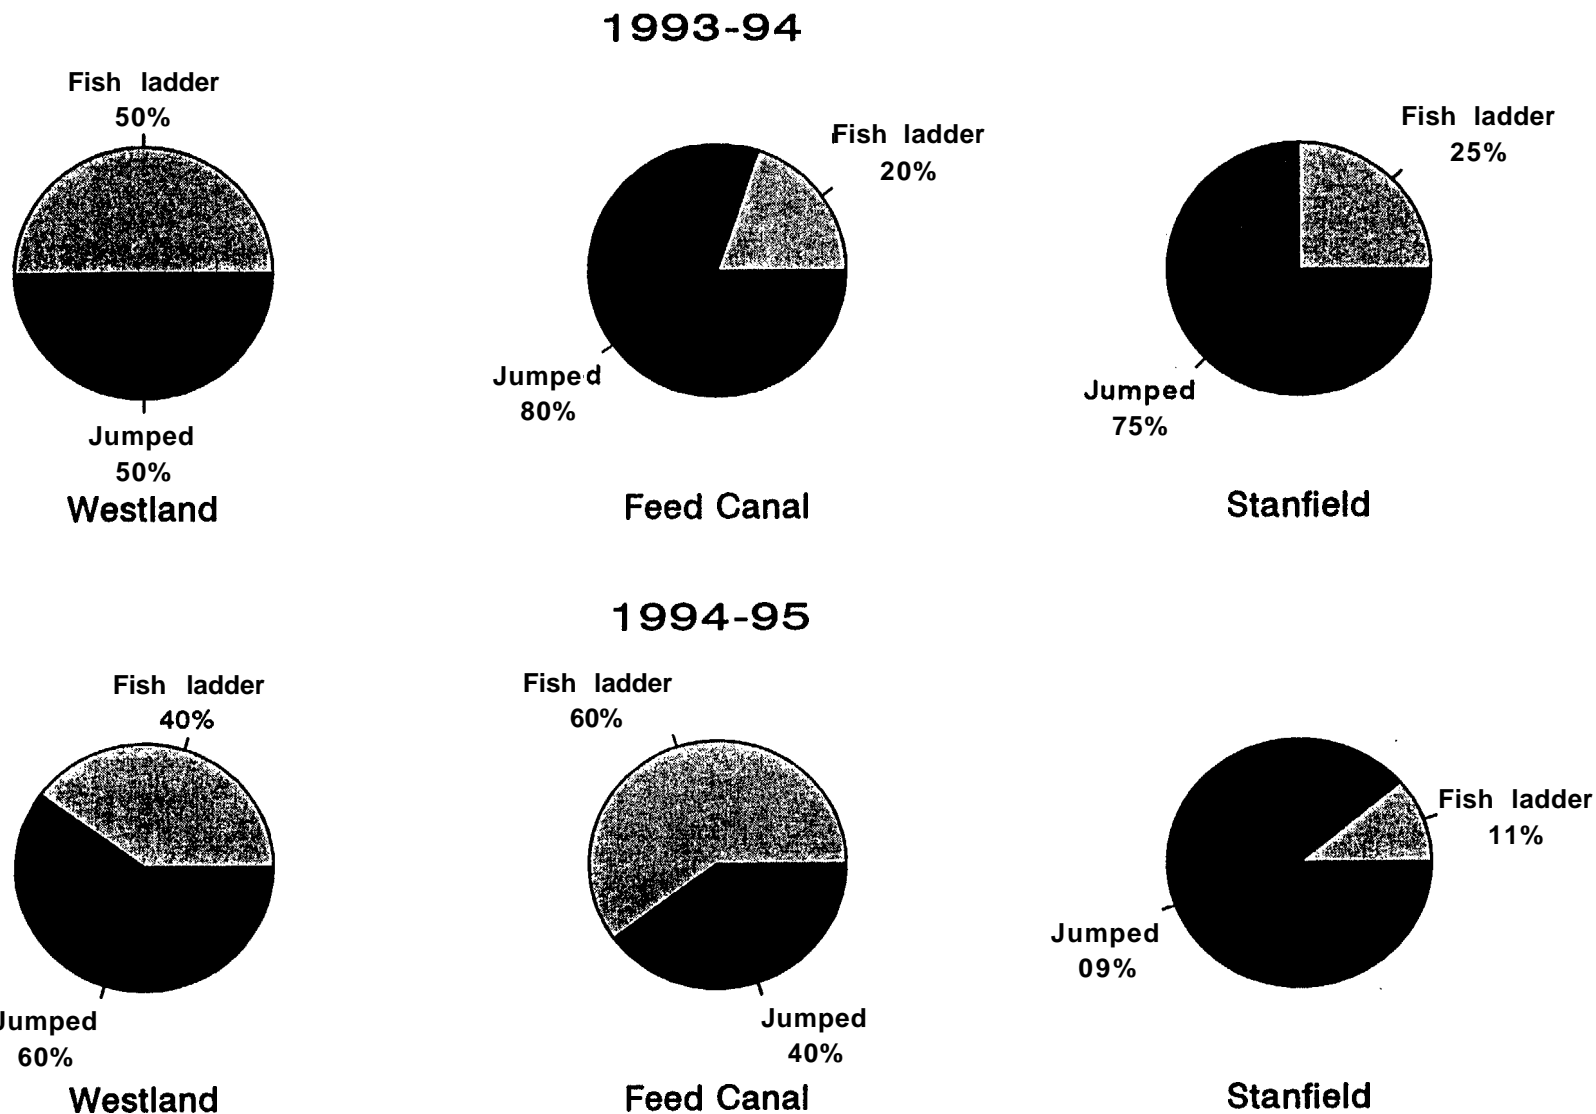 1993-94
Fish ladder
50%
Jumped
50%
Westland
Fish ladder
20%
Jumped
80%
Feed Canal
Fish ladder
25%
Jumped
75%
Stanfield
1994-95
Fish ladder
40%
Jumped
60%
Westland
Fish ladder
60%
Jumped
40%
Feed Canal
Fish ladder
11%
Jumped
09%
Stanfield